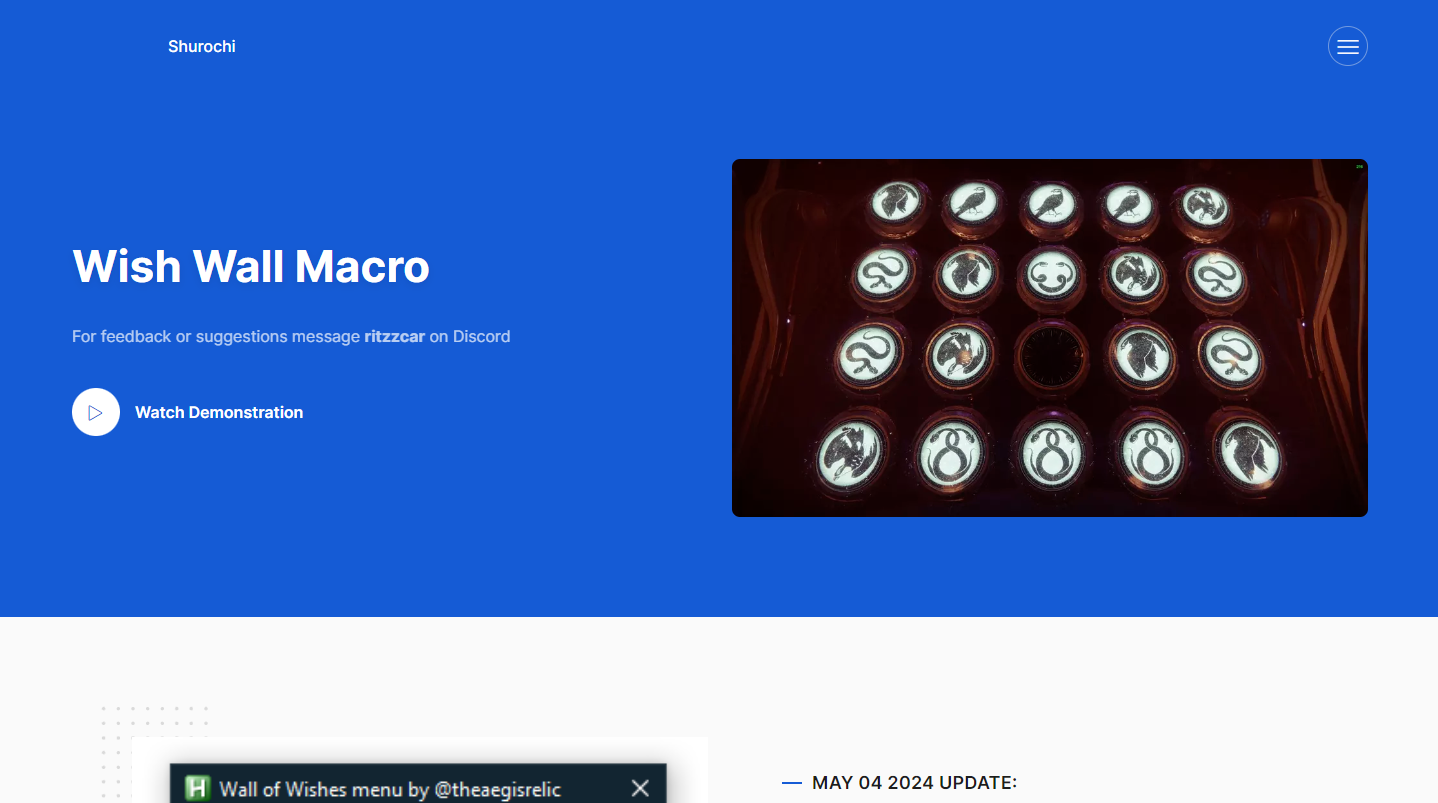 Shurochi
Wish Wall Macro
For feedback or suggestions message ritzzcar on Discord
Watch Demonstration
H Wall of Wishes menu by @theaegisrelic
MAY 04 2024 UPDATE: